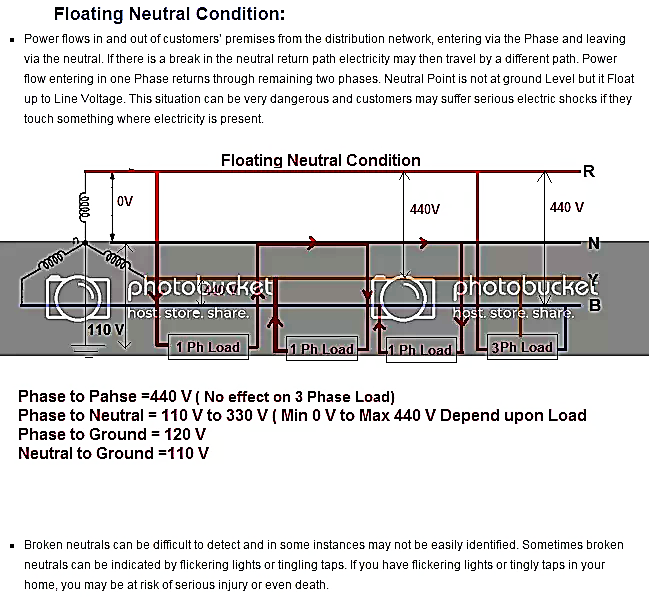 Floating Neutral Condition:
Power flows in and out of customers' premises from the distribution network, entering via the Phase and leaving
via the neutral. If there is a break in the neutral return path electricity may then travel by a different path. Power
flow entering in one Phase returns through remaining two phases. Neutral Point is not at ground Level but it Float
up to Line Voltage. This situation can be very dangerous and customers may suffer serious electric shocks if they
touch something where electricity is present.
Floating Neutral Condition
R
0V
440V
440 V
n
N
Y
photobucket
photobucket
B
host. store. share.
host. store. share.
110 V
1 Ph Load
1 Ph Load
1 Ph Load
3Ph Load
Phase to Pahse =440 V ( No effect on 3 Phase Load)
Phase to Neutral = 110 V to 330 V ( Min 0 V to Max 440 V Depend upon Load
Phase to Ground = 120 V
Neutral to Ground =110 V
Broken neutrals can be difficult to detect and in some instances may not be easily identified. Sometimes broken
neutrals can be indicated by flickering lights or tingling taps. If you have flickering lights or tingly taps in your
home, you may be at risk of serious injury or even death.